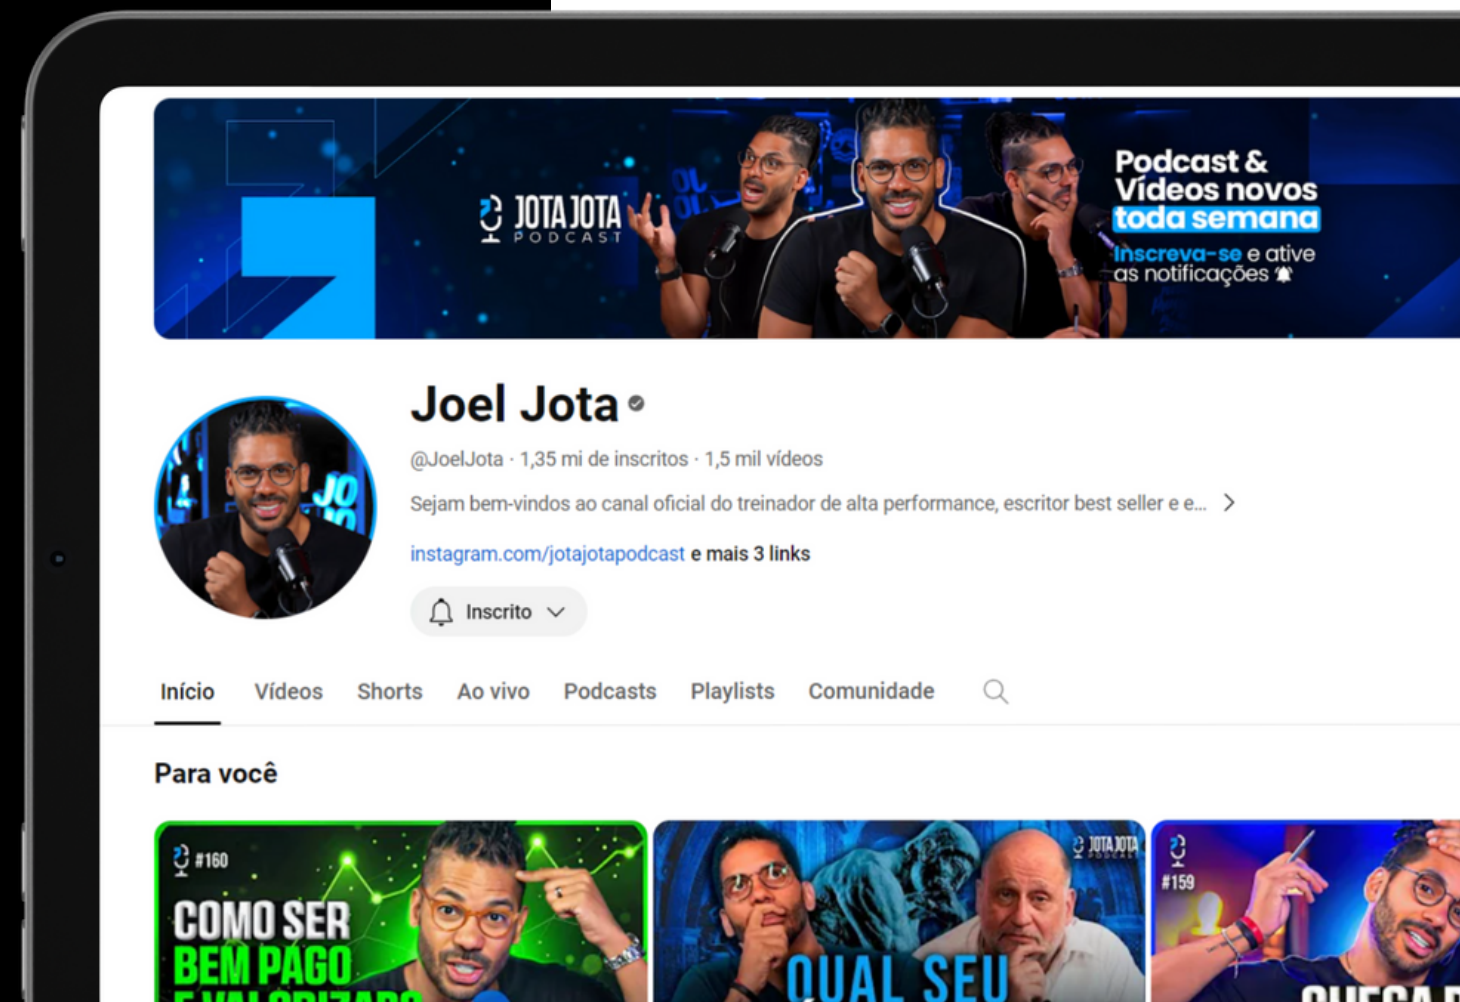 JOTA JOTA
PODCAST
Podcast &
Vídeos novos
toda semana
Inscreva-se e ative
as notificações
Joel Jota
@JoelJota · 1,35 mi de inscritos · 1,5 mil vídeos
Sejam bem-vindos ao canal oficial do treinador de alta performance, escritor best seller e e...
instagram.com/jotajotapodcast e mais 3 links
Inscrito
Início Vídeos Shorts Ao vivo Podcasts Playlists Comunidade
Para você
#160
COMO SER
BEM PAGO
E VALORIZADO
JOTA JOTA
PODCAST
QUAL SEU
#159